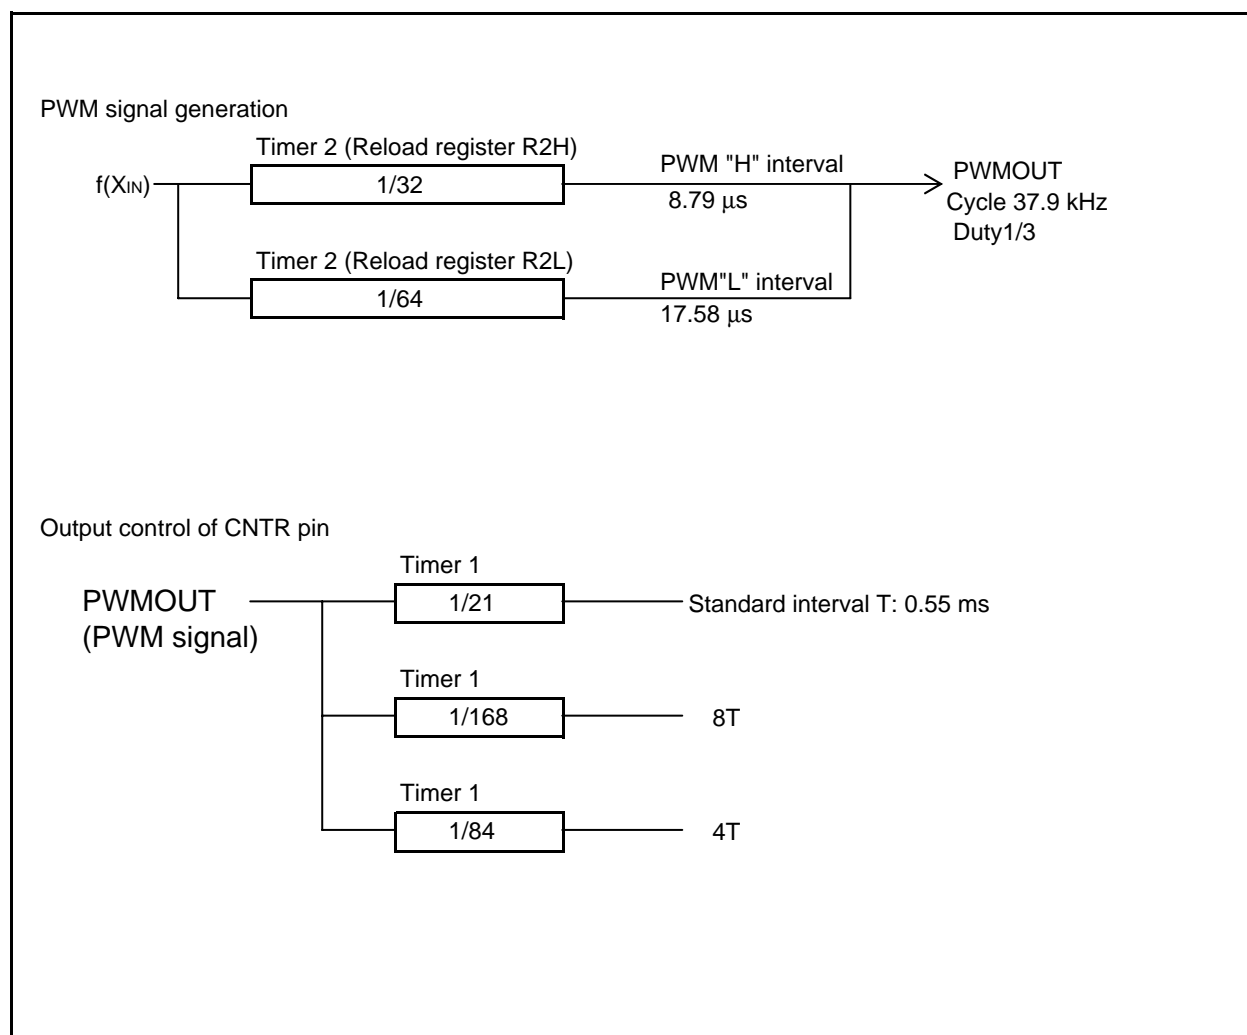 PWM signal generation
Timer 2 (Reload register R2H)
f(XIN)
1/32
PWM "H" interval
8.79 μs
PWMOUT
Cycle 37.9 kHz
Duty1/3
Timer 2 (Reload register R2L)
1/64
PWM"L" interval
17.58 μs
Output control of CNTR pin
PWMOUT
(PWM signal)
Timer 1
1/21
Standard interval T: 0.55 ms
Timer 1
1/168
8T
Timer 1
1/84
4T